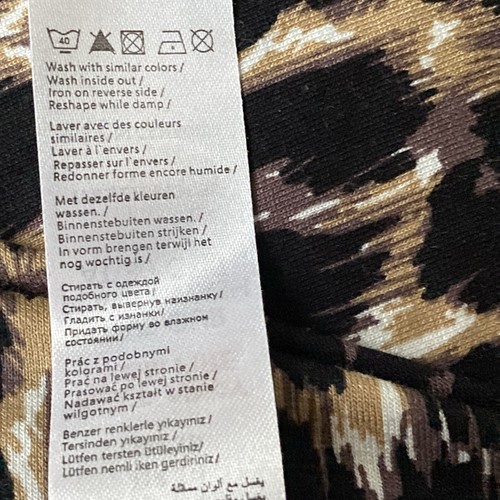 40
Wash with similar colors /
Wash inside out /
Iron on reverse side /
Reshape while damp /
Laver avec des couleurs
similaires /
Laver à l`envers /
Repasser sur l`envers /
Redonner forme encore humide /
Met dezelfde kleuren
wassen. /
Binnenstebuiten wassen. /
Binnenstebuiten strijken /
In vorm brengen terwijl het
nog wochtig is /
Стирать с одеждой
подобного цвета /
Стирать, вывернув наизнанку /
Гладить с изнанки /
Придать форму во влажном
состоянии /
Prác z podobnymi
kolorami /
Prać na lewej stronie /
Prasować po lewej stronie /
Nadawać kształt w stanie
wilgotnym /
Benzer renklerle yıkayınız /
Tersinden yıkayınız /
Lütfen tersten ütüleyiniz /
Lütfen nemli iken gerdiriniz /
يغسل مع ألوان مماثلة